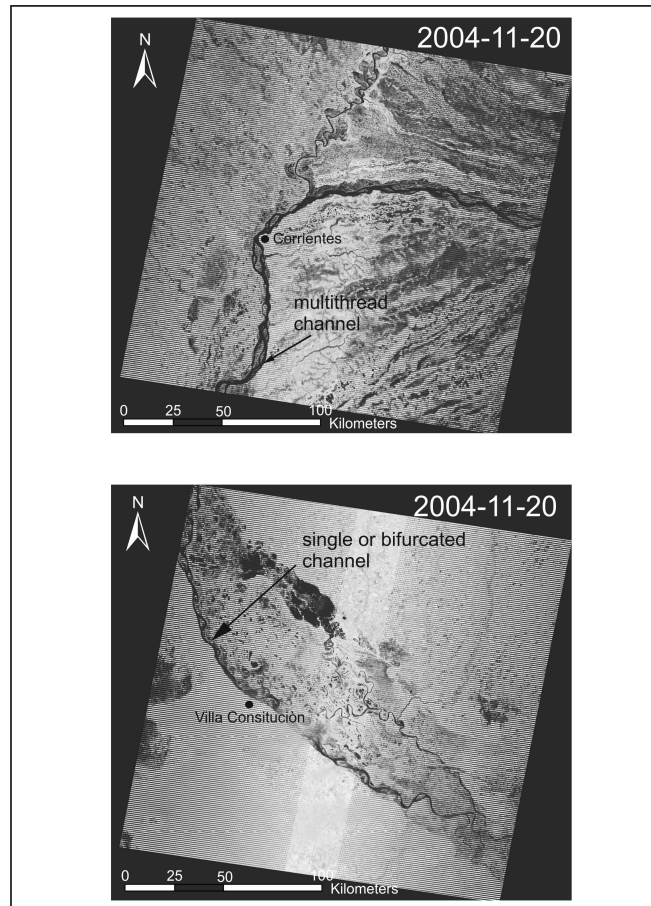 2004-11-20
N
Corrientes
multithread
channel
0 25 50 100
Kilometers
2004-11-20
N
single or bifurcated
channel
Villa Consitución
0 25 50 100
Kilometers